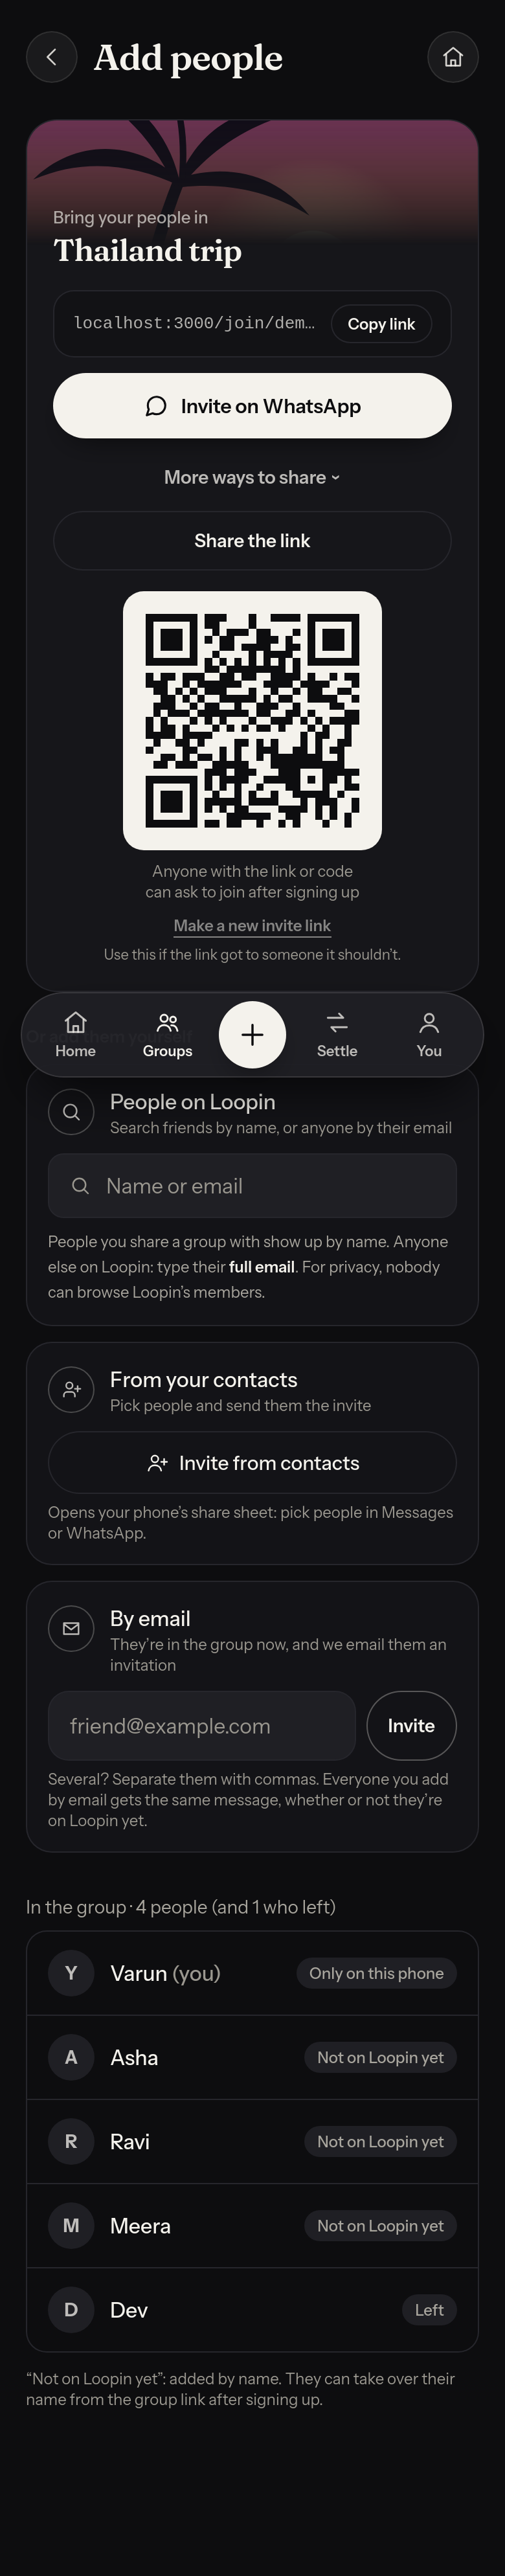 Add people
Bring your people in
Thailand trip
localhost:3000/join/dem…
Copy link
Invite on WhatsApp
More ways to share
Share the link
Anyone with the link or code
can ask to join after signing up
Make a new invite link
Use this if the link got to someone it shouldn’t.
Or add them yourself
Home
Groups
Settle
You
People on Loopin
Search friends by name, or anyone by their email
Name or email
People you share a group with show up by name. Anyone
else on Loopin: type their full email. For privacy, nobody
can browse Loopin’s members.
From your contacts
Pick people and send them the invite
Invite from contacts
Opens your phone’s share sheet: pick people in Messages
or WhatsApp.
By email
They’re in the group now, and we email them an
invitation
friend@example.com
Invite
Several? Separate them with commas. Everyone you add
by email gets the same message, whether or not they’re
on Loopin yet.
In the group · 4 people (and 1 who left)
Y
Varun (you)
Only on this phone
A
Asha
Not on Loopin yet
R
Ravi
Not on Loopin yet
M
Meera
Not on Loopin yet
D
Dev
Left
“Not on Loopin yet”: added by name. They can take over their
name from the group link after signing up.